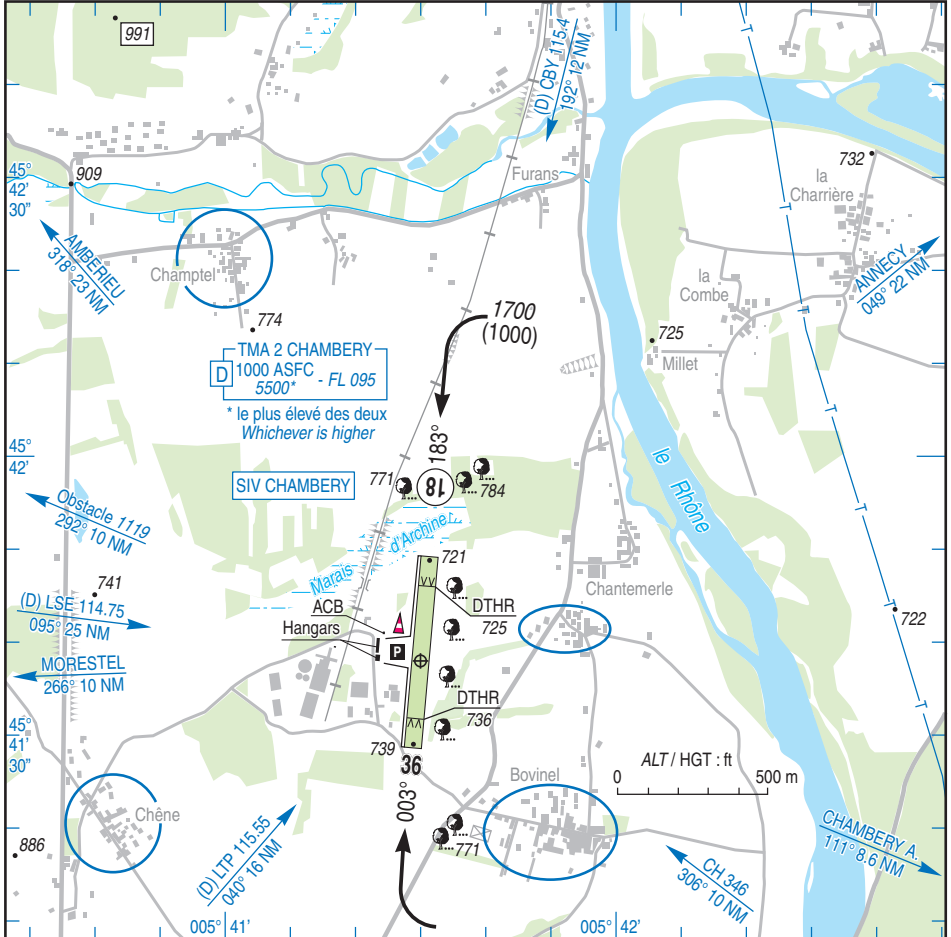 991
(D) CBY 115.4
192° 12 NM
45°
42'
30"
909
Furans
732
la
Charrière
AMBERIEU
318° 23 NM
Champtel
la
Combe
ANNECY
049° 22 NM
774
1700
(1000)
725
Millet
TMA 2 CHAMBERY
D
1000 ASFC
5500* - FL 095
* le plus élevé des deux
Whichever is higher
183°
45°
42'
SIV CHAMBERY
771
18
784
le Rhône
Obstacle 1119
292° 10 NM
Marais d'Archine
721
741
Chantemerle
(D) LSE 114.75
095° 25 NM
ACB
DTHR
725
722
Hangars
P
MORESTEL
266° 10 NM
DTHR
736
45°
41'
30"
739
36
ALT / HGT : ft
0
500 m
003°
Bovinel
Chêne
771
886
(D) LTP 115.55
040° 16 NM
CH 346
306° 10 NM
CHAMBERY A.
111° 8.6 NM
005° 41'
005° 42'
T
T
T
T
T
T
T